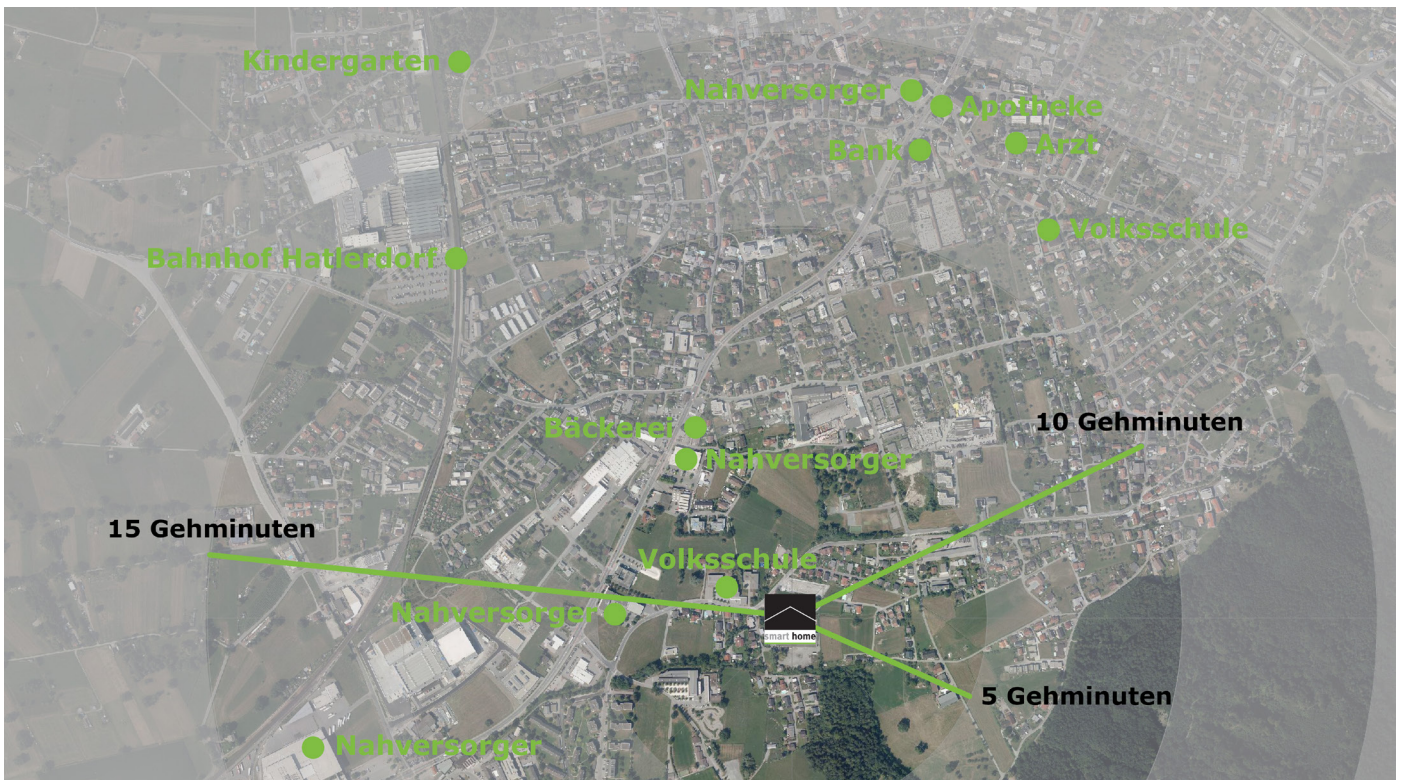 Kindergarten
Nahversorger
Apotheke
Bank
Arzt
Volksschule
Bahnhof Hatlerdorf
10 Gehminuten
Bäckerei
Nahversorger
15 Gehminuten
Volksschule
Nahversorger
smart home
5 Gehminuten
Nahversorger